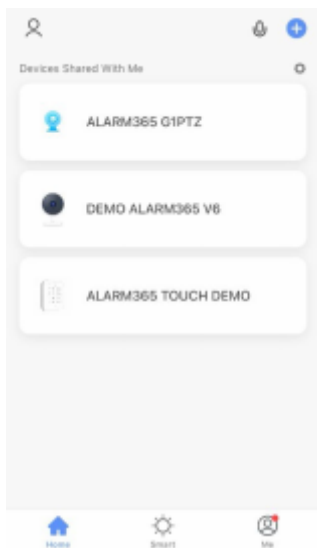 Devices Shared With Me
ALARM365 G1PTZ
DEMO ALARM365 V6
ALARM365 TOUCH DEMO
Home
Smart
Me